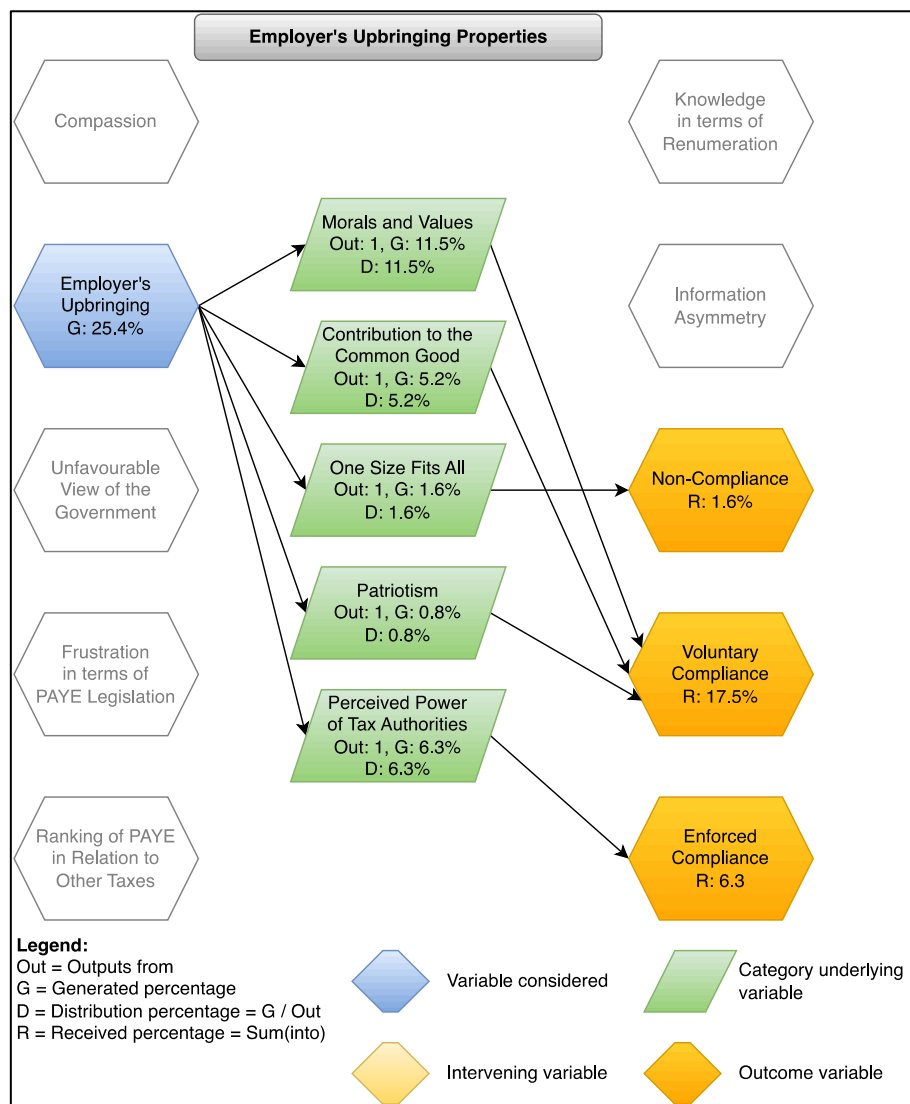 Employer's Upbringing Properties
Compassion
Knowledge
in terms of
Renumeration
Employer's
Upbringing
G: 25.4%
Morals and Values
Out: 1, G: 11.5%
D: 11.5%
Information
Asymmetry
Contribution to the
Common Good
Out: 1, G: 5.2%
D: 5.2%
Unfavourable
View of the
Government
One Size Fits All
Out: 1, G: 1.6%
D: 1.6%
Non-Compliance
R: 1.6%
Patriotism
Out: 1, G: 0.8%
D: 0.8%
Frustration
in terms of
PAYE Legislation
Voluntary
Compliance
R: 17.5%
Perceived Power
of Tax Authorities
Out: 1, G: 6.3%
D: 6.3%
Ranking of PAYE
in Relation to
Other Taxes
Enforced
Compliance
R: 6.3
Legend:
Out = Outputs from
G = Generated percentage
D = Distribution percentage = G / Out
R = Received percentage = Sum(into)
Variable considered
Category underlying
variable
Intervening variable
Outcome variable